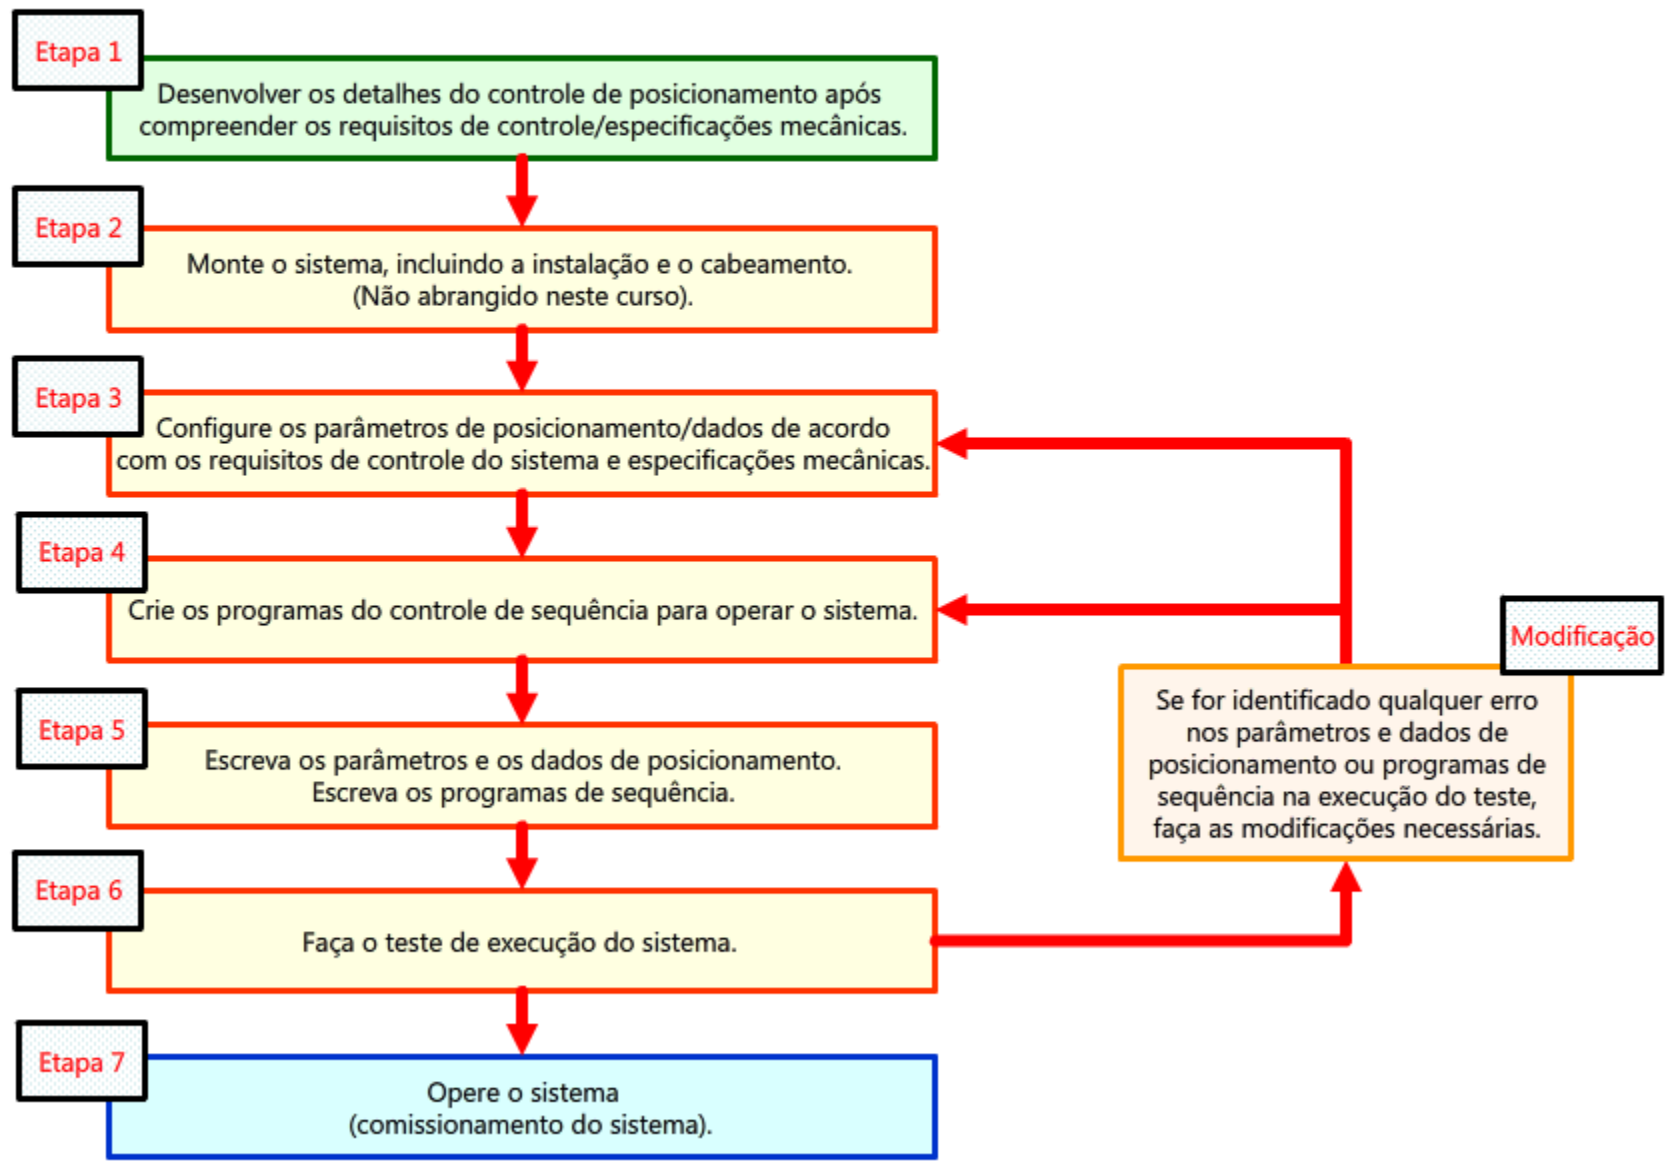 Etapa 1
Desenvolver os detalhes do controle de posicionamento após
compreender os requisitos de controle/especificações mecânicas.
Etapa 2
Monte o sistema, incluindo a instalação e o cabeamento.
(Não abrangido neste curso).
Etapa 3
Configure os parâmetros de posicionamento/dados de acordo
com os requisitos de controle do sistema e especificações mecânicas.
Etapa 4
Crie os programas do controle de sequência para operar o sistema.
Modificação
Se for identificado qualquer erro
nos parâmetros e dados de
posicionamento ou programas de
sequência na execução do teste,
faça as modificações necessárias.
Etapa 5
Escreva os parâmetros e os dados de posicionamento.
Escreva os programas de sequência.
Etapa 6
Faça o teste de execução do sistema.
Etapa 7
Opere o sistema
(comissionamento do sistema).